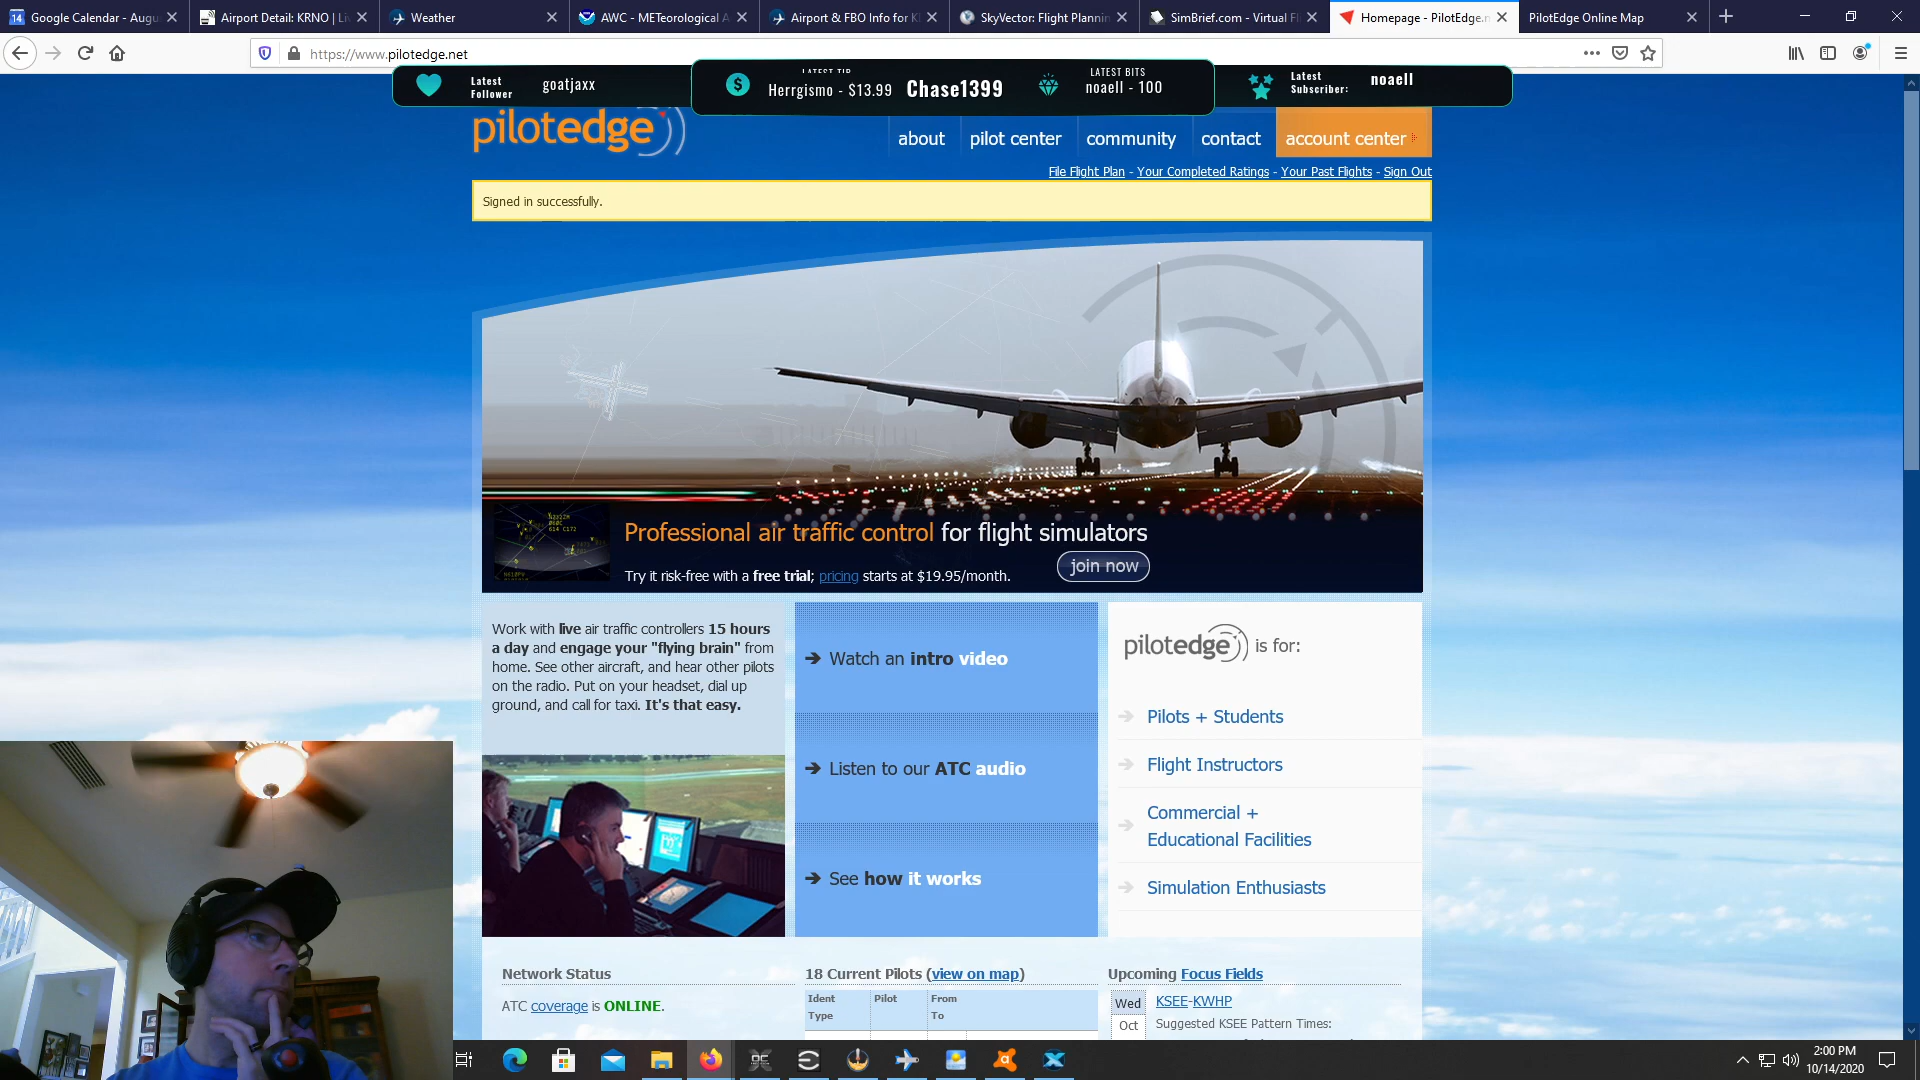 Google Calendar - Augu
Airport Detail: KRNO | Liv
Weather
AWC - METeorological A
Airport & FBO Info for K
SkyVector: Flight Plannin
SimBrief.com - Virtual Fl
Homepage - PilotEdge.n
PilotEdge Online Map
https://www.pilotedge.net
Latest
Follower
goatjaxx
LATEST TIP
Herrgismo - $13.99
Chase1399
LATEST BITS
noaell - 100
Latest
Subscriber:
noaell
pilotedge
about
pilot center
community
contact
account center
File Flight Plan - Your Completed Ratings - Your Past Flights - Sign Out
Signed in successfully.
Professional air traffic control for flight simulators
Try it risk-free with a free trial; pricing starts at $19.95/month.
join now
Work with live air traffic controllers 15 hours
a day and engage your "flying brain" from
home. See other aircraft, and hear other pilots
on the radio. Put on your headset, dial up
ground, and call for taxi. It's that easy.
Watch an intro video
Listen to our ATC audio
See how it works
pilotedge is for:
Pilots + Students
Flight Instructors
Commercial +
Educational Facilities
Simulation Enthusiasts
Network Status
ATC coverage is ONLINE.
18 Current Pilots (view on map)
Ident
Type
Pilot
From
To
Upcoming Focus Fields
Wed
Oct
KSEE-KWHP
Suggested KSEE Pattern Times:
2:00 PM
10/14/2020